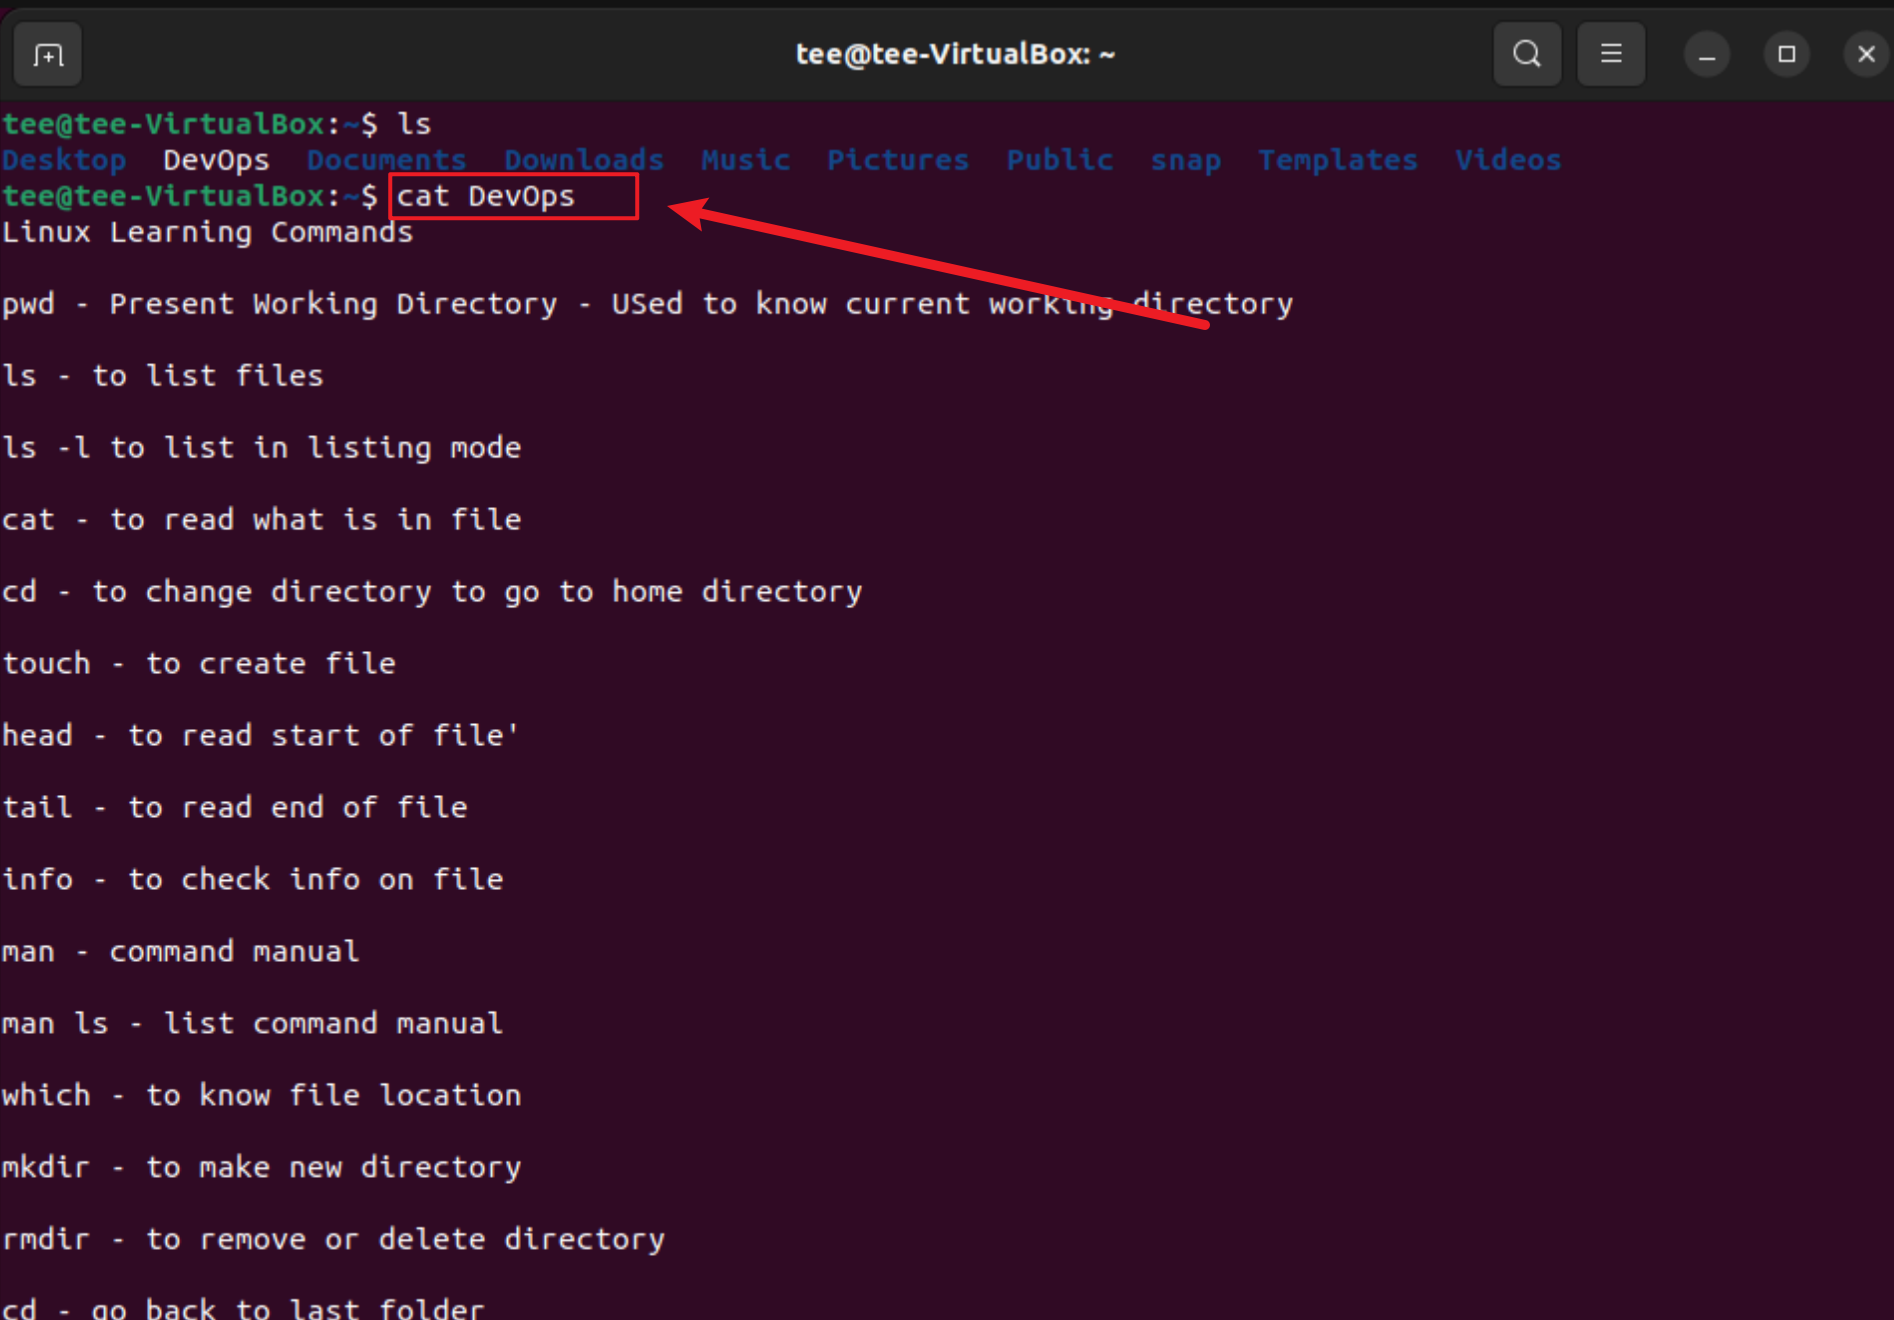 tee@tee-VirtualBox: ~
tee@tee-VirtualBox:~$ ls
Desktop DevOps Documents Downloads Music Pictures Public snap Templates Videos
tee@tee-VirtualBox:~$ cat DevOps
Linux Learning Commands
pwd - Present Working Directory - USed to know current working directory
ls - to list files
ls -l to list in listing mode
cat - to read what is in file
cd - to change directory to go to home directory
touch - to create file
head - to read start of file'
tail - to read end of file
info - to check info on file
man - command manual
man ls - list command manual
which - to know file location
mkdir - to make new directory
rmdir - to remove or delete directory
cd - go back to last folder